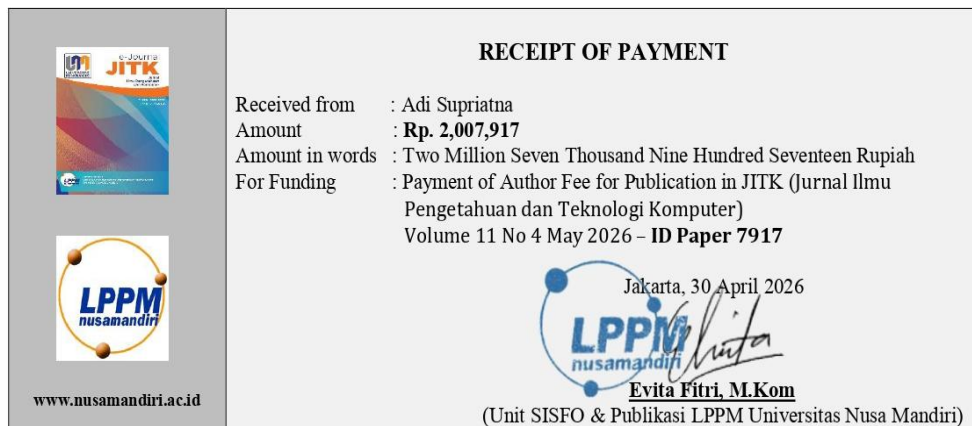 e-Journal
JITK
LPPM
nusamandiri
www.nusamandiri.ac.id
RECEIPT OF PAYMENT
Received from : Adi Supriatna
Amount : Rp. 2,007,917
Amount in words : Two Million Seven Thousand Nine Hundred Seventeen Rupiah
For Funding : Payment of Author Fee for Publication in JITK (Jurnal Ilmu
Pengetahuan dan Teknologi Komputer)
Volume 11 No 4 May 2026 – ID Paper 7917
Jakarta, 30 April 2026
LPPM
nusamandiri
Evita Fitri, M.Kom
(Unit SISFO & Publikasi LPPM Universitas Nusa Mandiri)